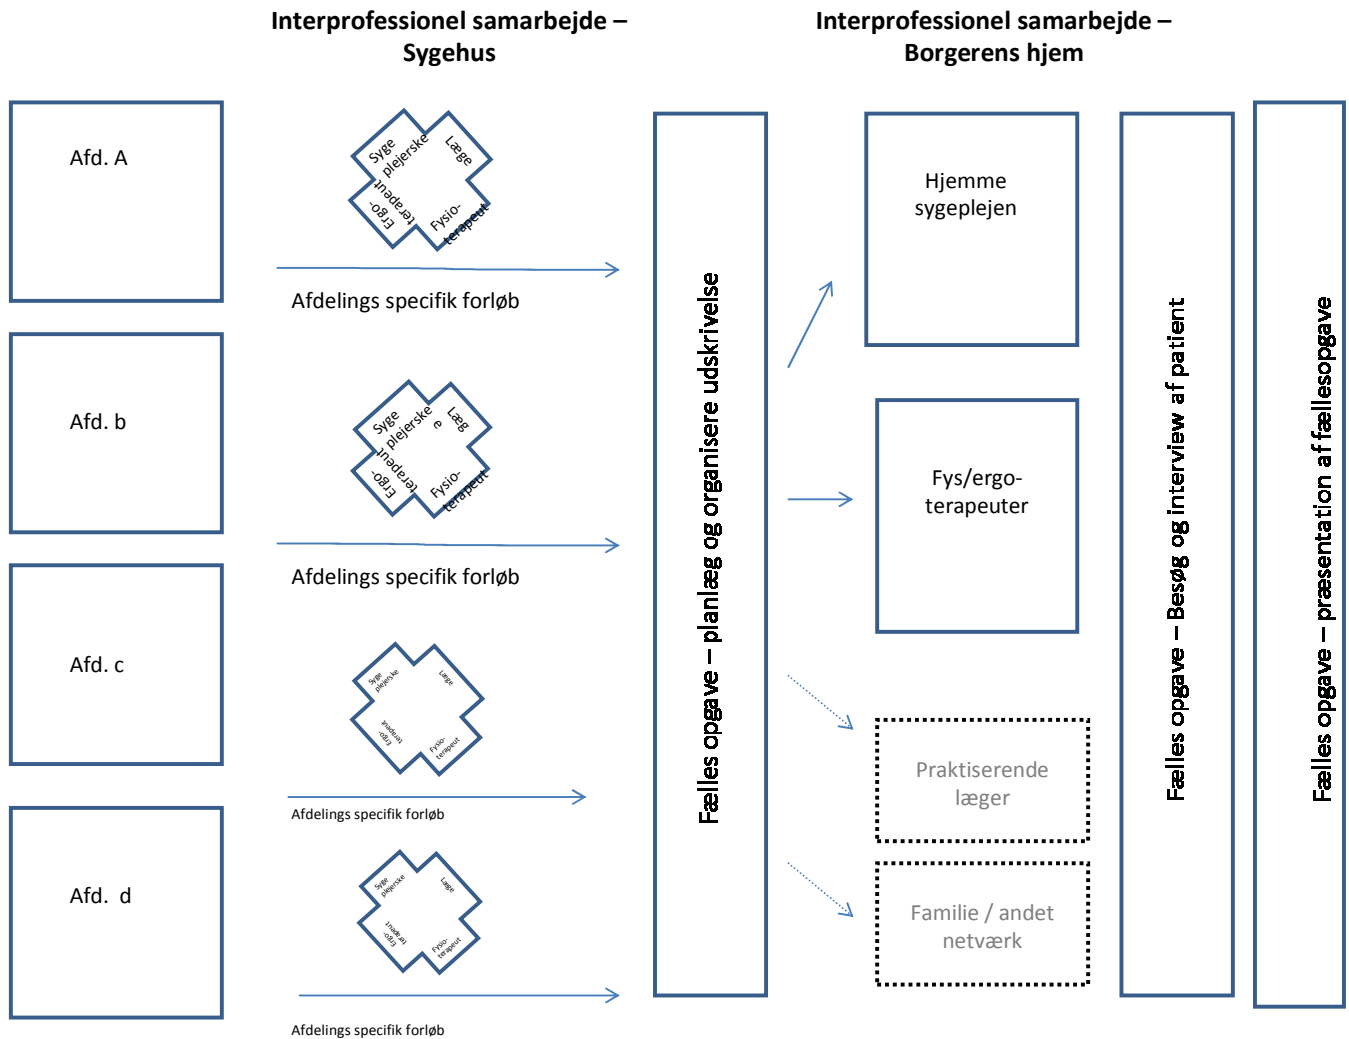 Interprofessionel samarbejde –
Sygehus
Interprofessionel samarbejde –
Borgerens hjem
Afd. A
Syge
plejerske
Læge
Ergo-
terapeut
Fysio-
terapeut
Afdelings specifik forløb
Afd. b
Syge
plejerske
Læg
e
Ergo-
terapeut
Fysio-
terapeut
Afdelings specifik forløb
Afd. c
Syge
plejerske
Læge
Ergo-
terapeut
Fysio-
terapeut
Afdelings specifik forløb
Afd. d
Syge
plejerske
Læge
Ergo-
terapeut
Fysio-
terapeut
Afdelings specifik forløb
Fælles opgave – planlæg og organisere udskrivelse
Hjemme
sygeplejen
Fys/ergo-
terapeuter
Praktiserende
læger
Familie / andet
netværk
Fælles opgave – Besøg og interview af patient
Fælles opgave – præsentation af fællesopgave